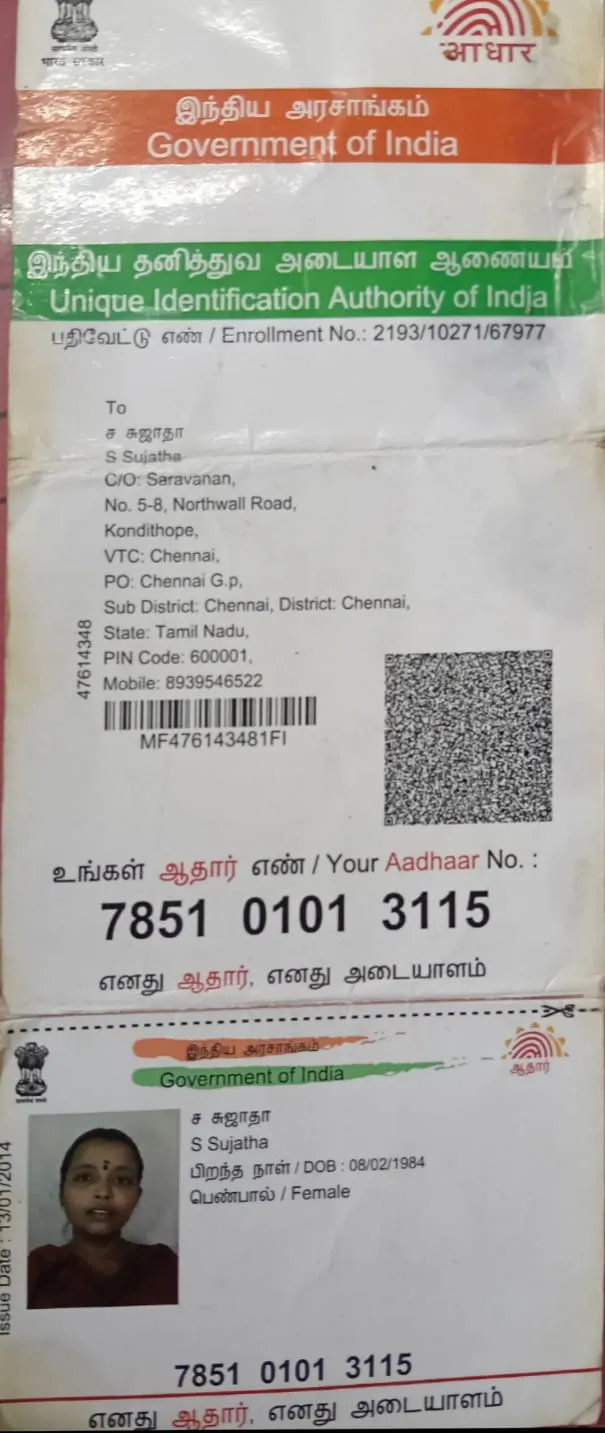 भारत सरकार
आधार
இந்திய அரசாங்கம்
Government of India
இந்திய தனித்துவ அடையாள ஆணையம்
Unique Identification Authority of India
பதிவேட்டு எண் / Enrollment No.: 2193/10271/67977
To
ச சுஜாதா
S Sujatha
C/O: Saravanan,
No. 5-8, Northwall Road,
Kondithope,
VTC: Chennai,
PO: Chennai G.p,
Sub District: Chennai, District: Chennai,
State: Tamil Nadu,
PIN Code: 600001,
Mobile: 8939546522
47614348
MF476143481FI
உங்கள் ஆதார் எண் / Your Aadhaar No. :
7851 0101 3115
எனது ஆதார், எனது அடையாளம்
இந்திய அரசாங்கம்
Government of India
ஆதார்
ச சுஜாதா
S Sujatha
பிறந்த நாள் / DOB : 08/02/1984
பெண்பால் / Female
Issue Date : 13/01/2014
7851 0101 3115
எனது ஆதார், எனது அடையாளம்